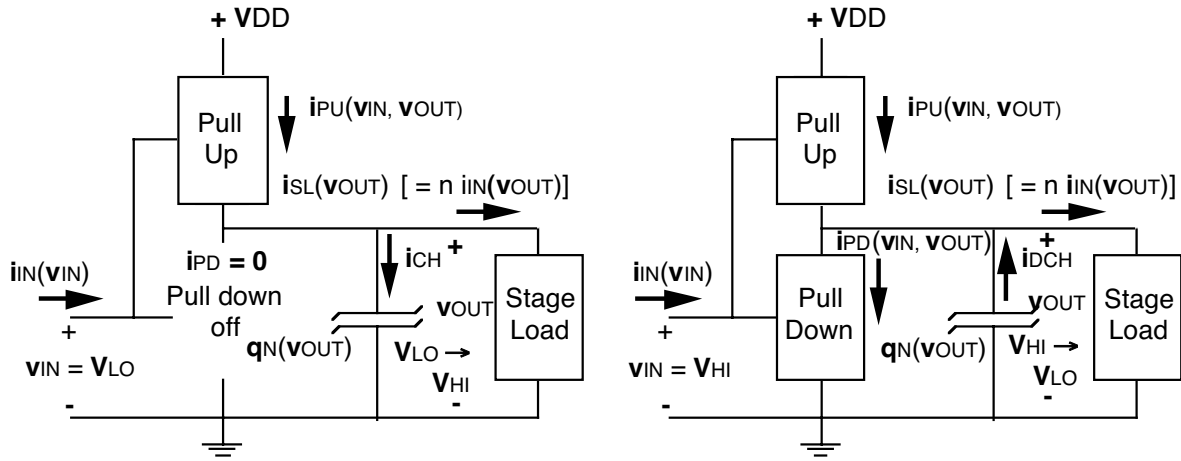 + VDD
Pull
Up
iPU(vIN, vOUT)
iSL(vOUT) [ = n iIN(vOUT)]
iPD = 0
Pull down
off
iCH
+
iIN(vIN)
+
vIN = VLO
-
qN(vOUT)
vOUT
VLO →
VHI
-
Stage
Load
+ VDD
Pull
Up
iPU(vIN, vOUT)
iSL(vOUT) [ = n iIN(vOUT)]
iPD(vIN, vOUT)
iDCH
+
iIN(vIN)
+
vIN = VHI
-
Pull
Down
qN(vOUT)
vOUT
VHI →
VLO
-
Stage
Load